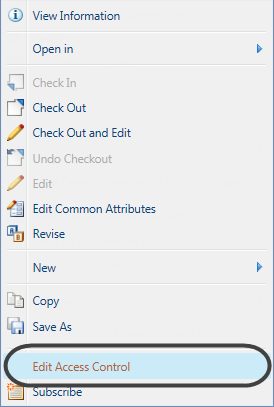 View Information
Open in
Check In
Check Out
Check Out and Edit
Undo Checkout
Edit
Edit Common Attributes
Revise
New
Copy
Save As
Edit Access Control
Subscribe